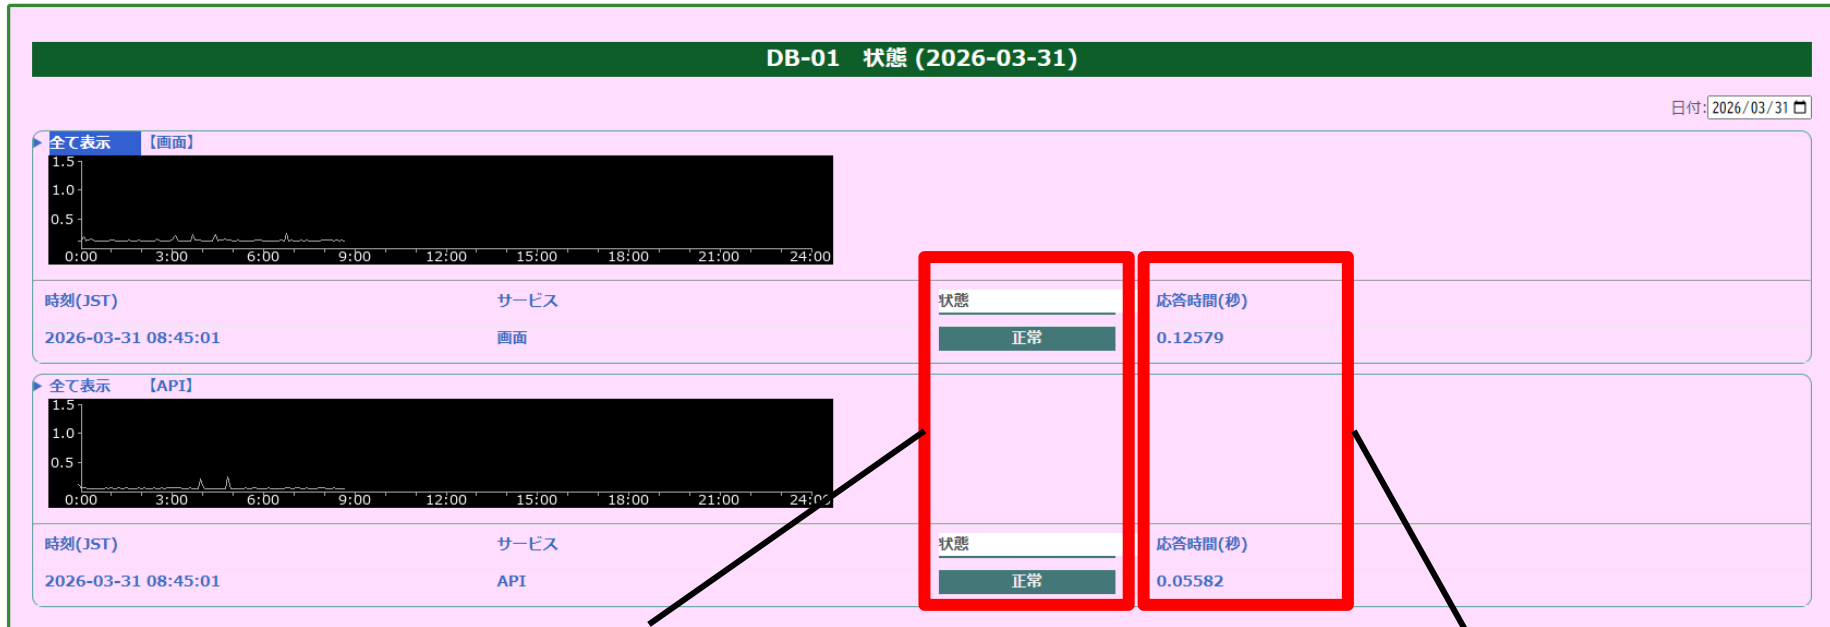 DB-01 状態 (2026-03-31)
日付: 2026/03/31
▶ 全て表示 【画面】
1.5
1.0
0.5
0:00 3:00 6:00 9:00 12:00 15:00 18:00 21:00 24:00
時刻(JST) サービス 状態 応答時間(秒)
2026-03-31 08:45:01 画面 正常 0.12579
▶ 全て表示 【API】
1.5
1.0
0.5
0:00 3:00 6:00 9:00 12:00 15:00 18:00 21:00 24:00
時刻(JST) サービス 状態 応答時間(秒)
2026-03-31 08:45:01 API 正常 0.05582